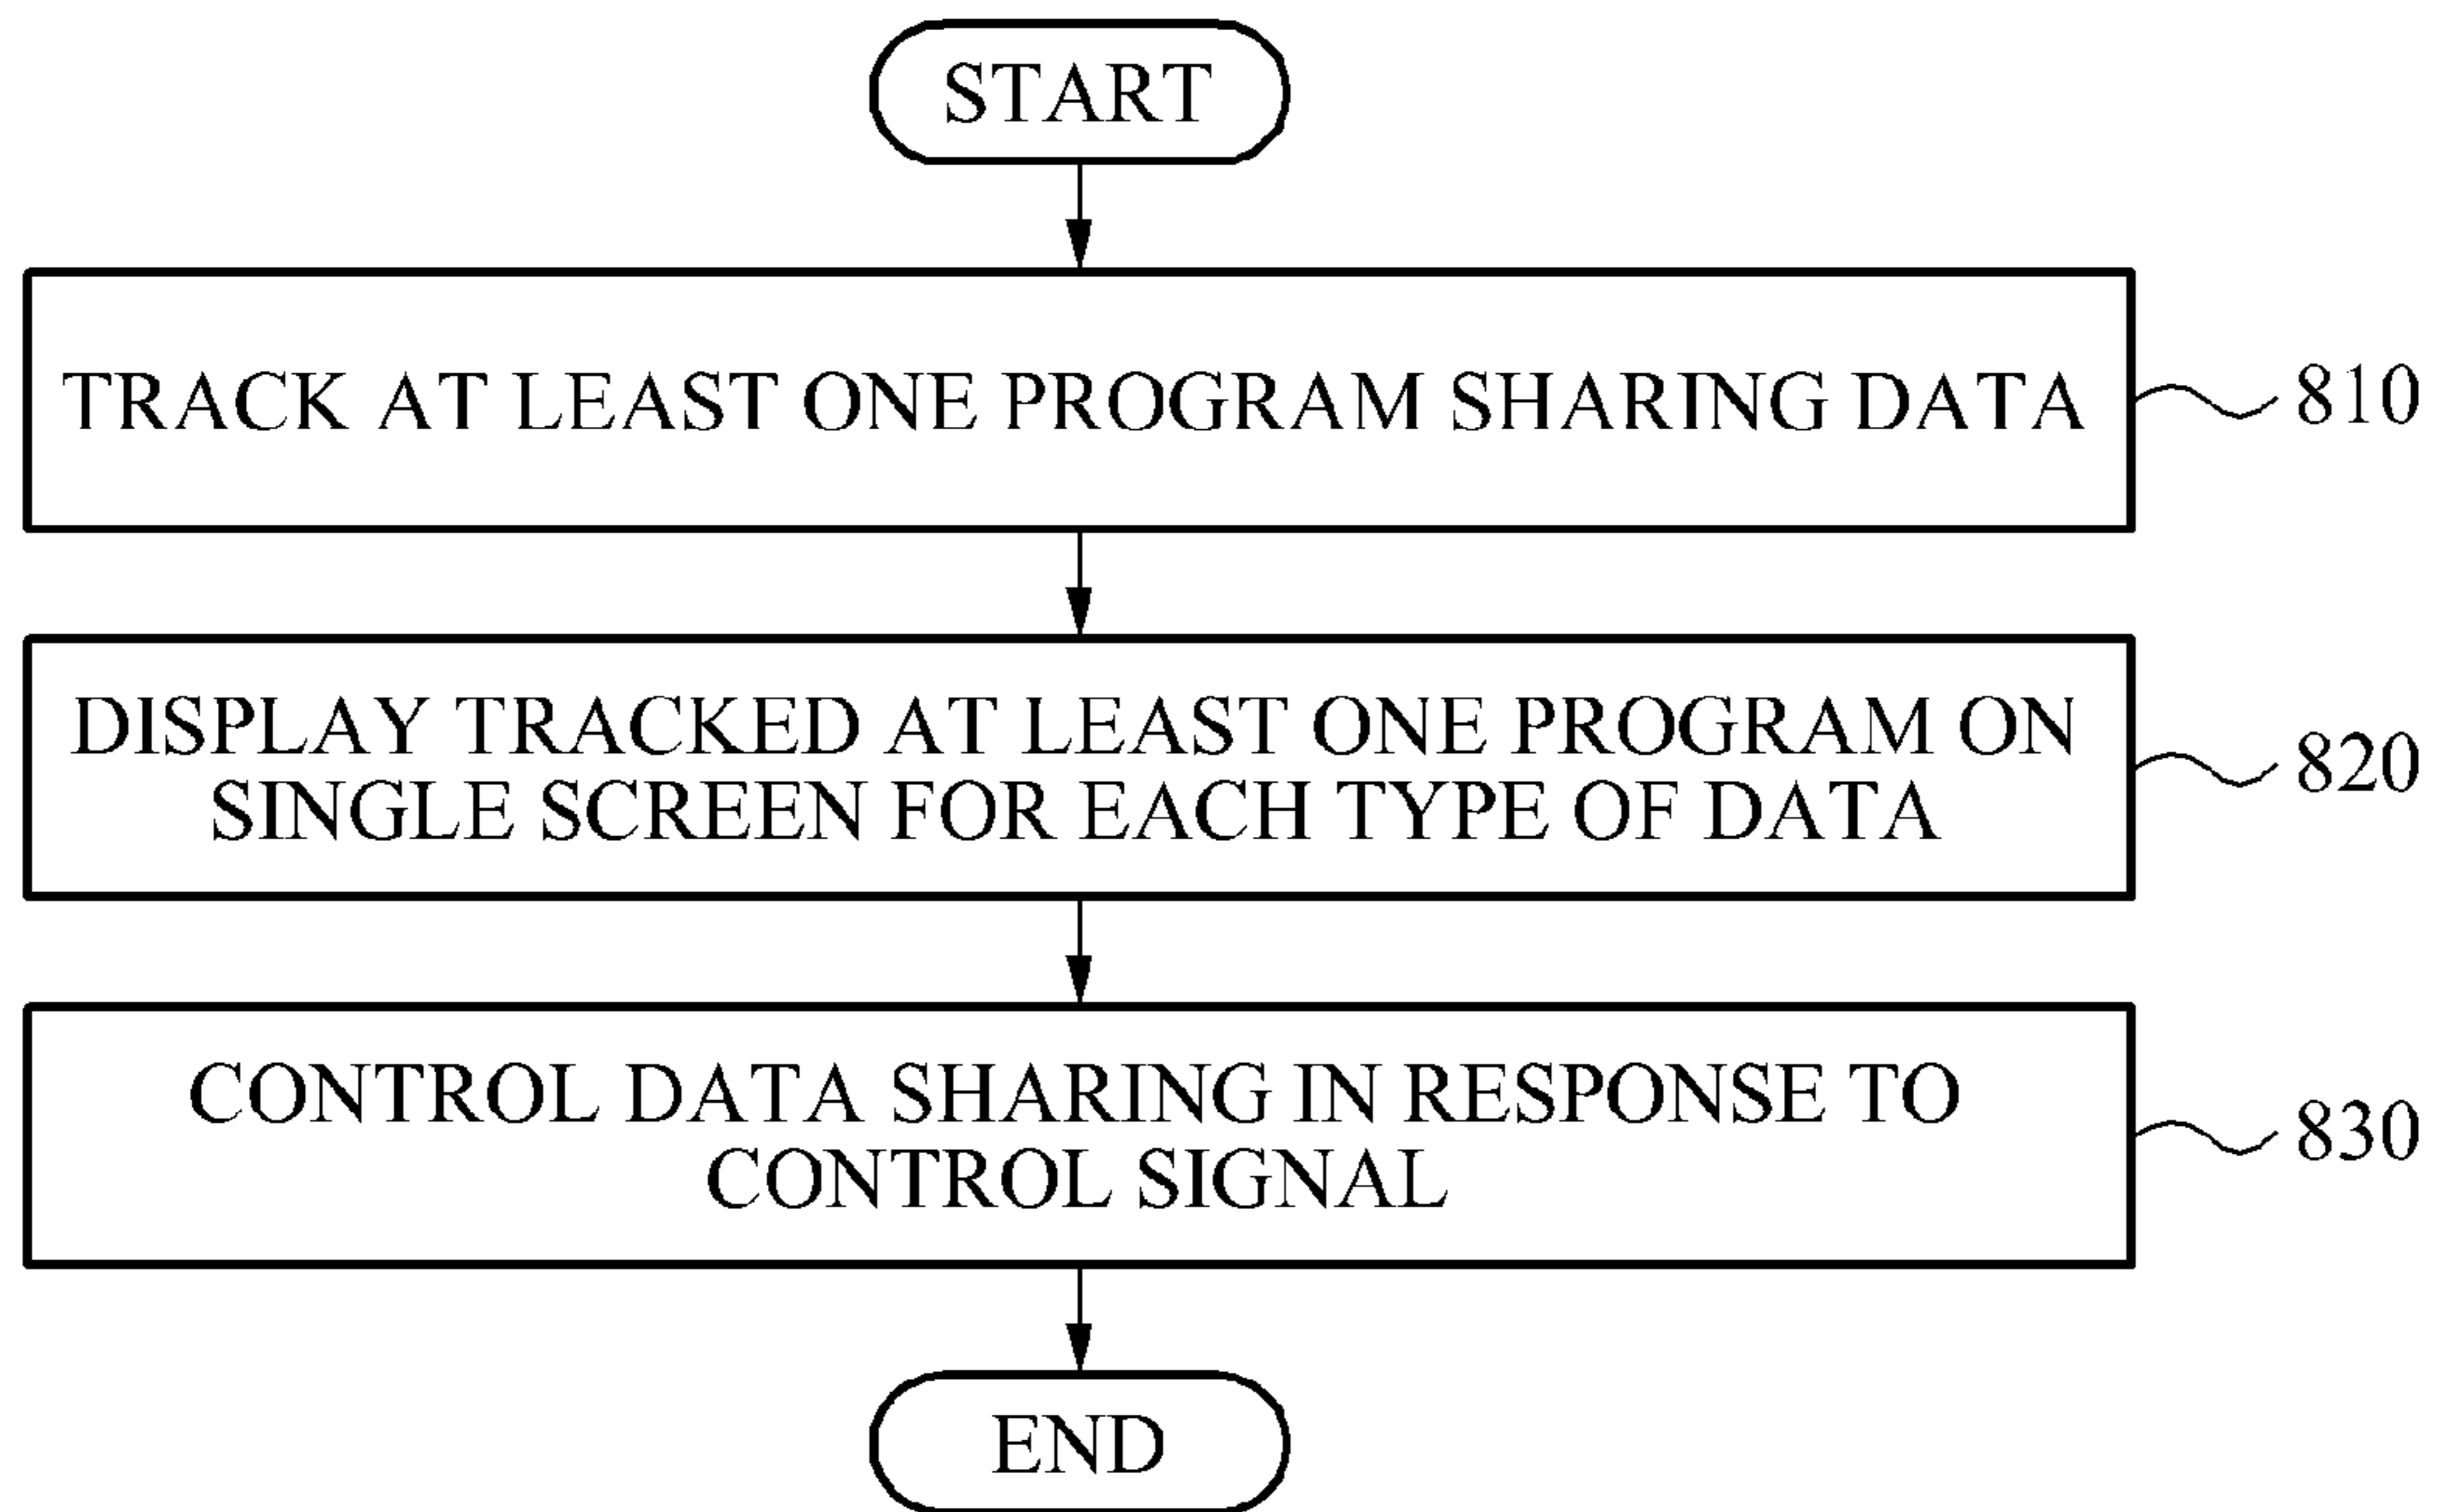 START
TRACK AT LEAST ONE PROGRAM SHARING DATA
810
DISPLAY TRACKED AT LEAST ONE PROGRAM ON
SINGLE SCREEN FOR EACH TYPE OF DATA
820
CONTROL DATA SHARING IN RESPONSE TO
CONTROL SIGNAL
830
END